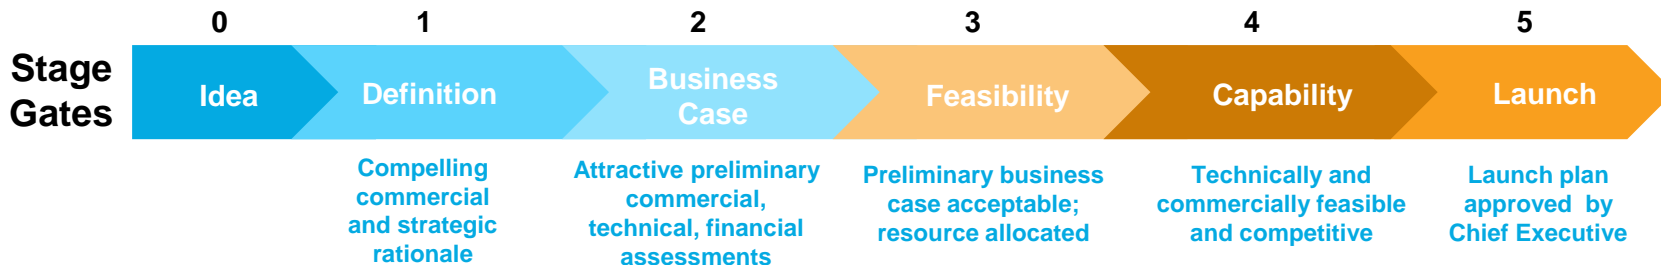 0
1
2
3
4
5
Stage
Gates
Idea
Definition
Business
Case
Feasibility
Capability
Launch
Compelling
commercial
and strategic
rationale
Attractive preliminary
commercial,
technical, financial
assessments
Preliminary business
case acceptable;
resource allocated
Technically and
commercially feasible
and competitive
Launch plan
approved by
Chief Executive